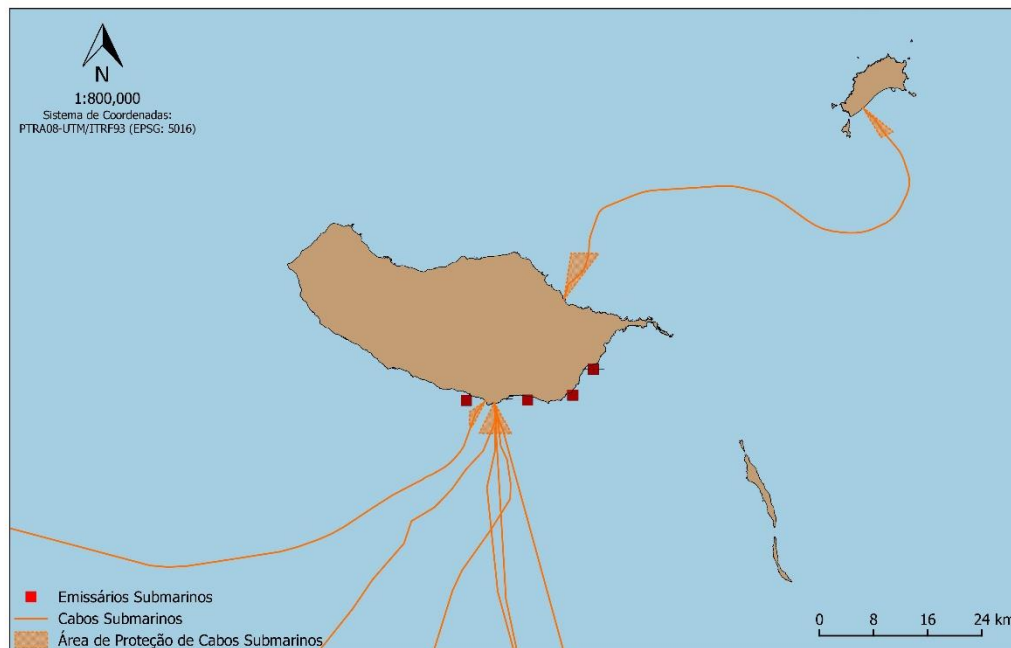 N
1:800,000
Sistema de Coordenadas:
PTRA08-UTM/ITRF93 (EPSG: 5016)
Emissários Submarinos
Cabos Submarinos
Área de Proteção de Cabos Submarinos
0 8 16 24 km